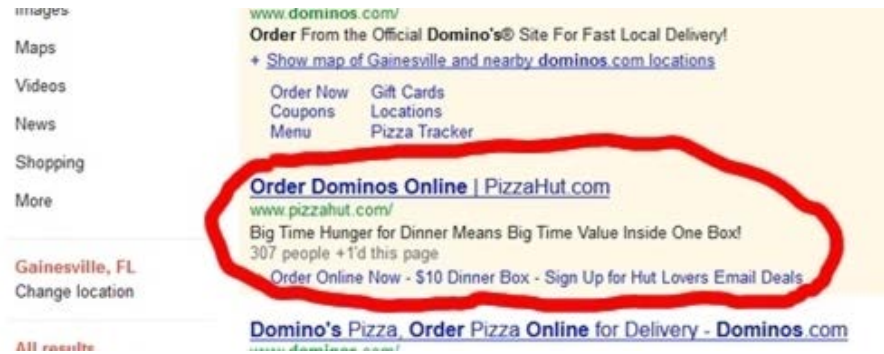 Images
Maps
Videos
News
Shopping
More
Gainesville, FL
Change location
All results
www.dominos.com/
Order From the Official Domino's® Site For Fast Local Delivery!
+ Show map of Gainesville and nearby dominos.com locations
Order Now Gift Cards
Coupons Locations
Menu Pizza Tracker
Order Dominos Online | PizzaHut.com
www.pizzahut.com/
Big Time Hunger for Dinner Means Big Time Value Inside One Box!
307 people +1'd this page
Order Online Now - $10 Dinner Box - Sign Up for Hut Lovers Email Deals
Domino's Pizza, Order Pizza Online for Delivery - Dominos.com
www.dominos.com/